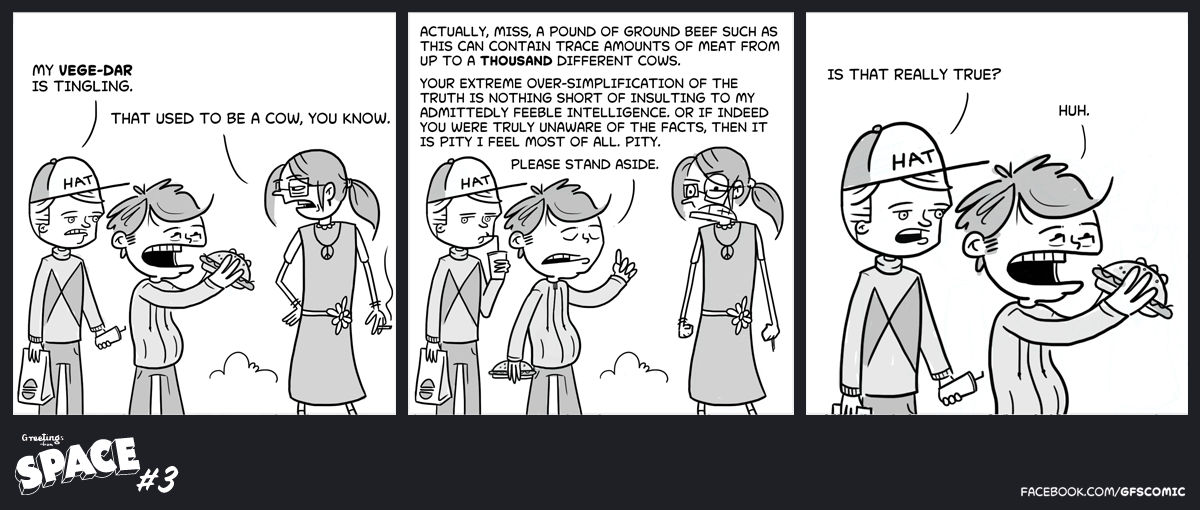 MY VEGE-DAR
IS TINGLING.
THAT USED TO BE A COW, YOU KNOW.
HAT
ACTUALLY, MISS, A POUND OF GROUND BEEF SUCH AS
THIS CAN CONTAIN TRACE AMOUNTS OF MEAT FROM
UP TO A THOUSAND DIFFERENT COWS.
YOUR EXTREME OVER-SIMPLIFICATION OF THE
TRUTH IS NOTHING SHORT OF INSULTING TO MY
ADMITTEDLY FEEBLE INTELLIGENCE. OR IF INDEED
YOU WERE TRULY UNAWARE OF THE FACTS, THEN IT
IS PITY I FEEL MOST OF ALL. PITY.
PLEASE STAND ASIDE.
HAT
IS THAT REALLY TRUE?
HUH.
HAT
Greetings
from
SPACE
#3
FACEBOOK.COM/GFSCOMIC